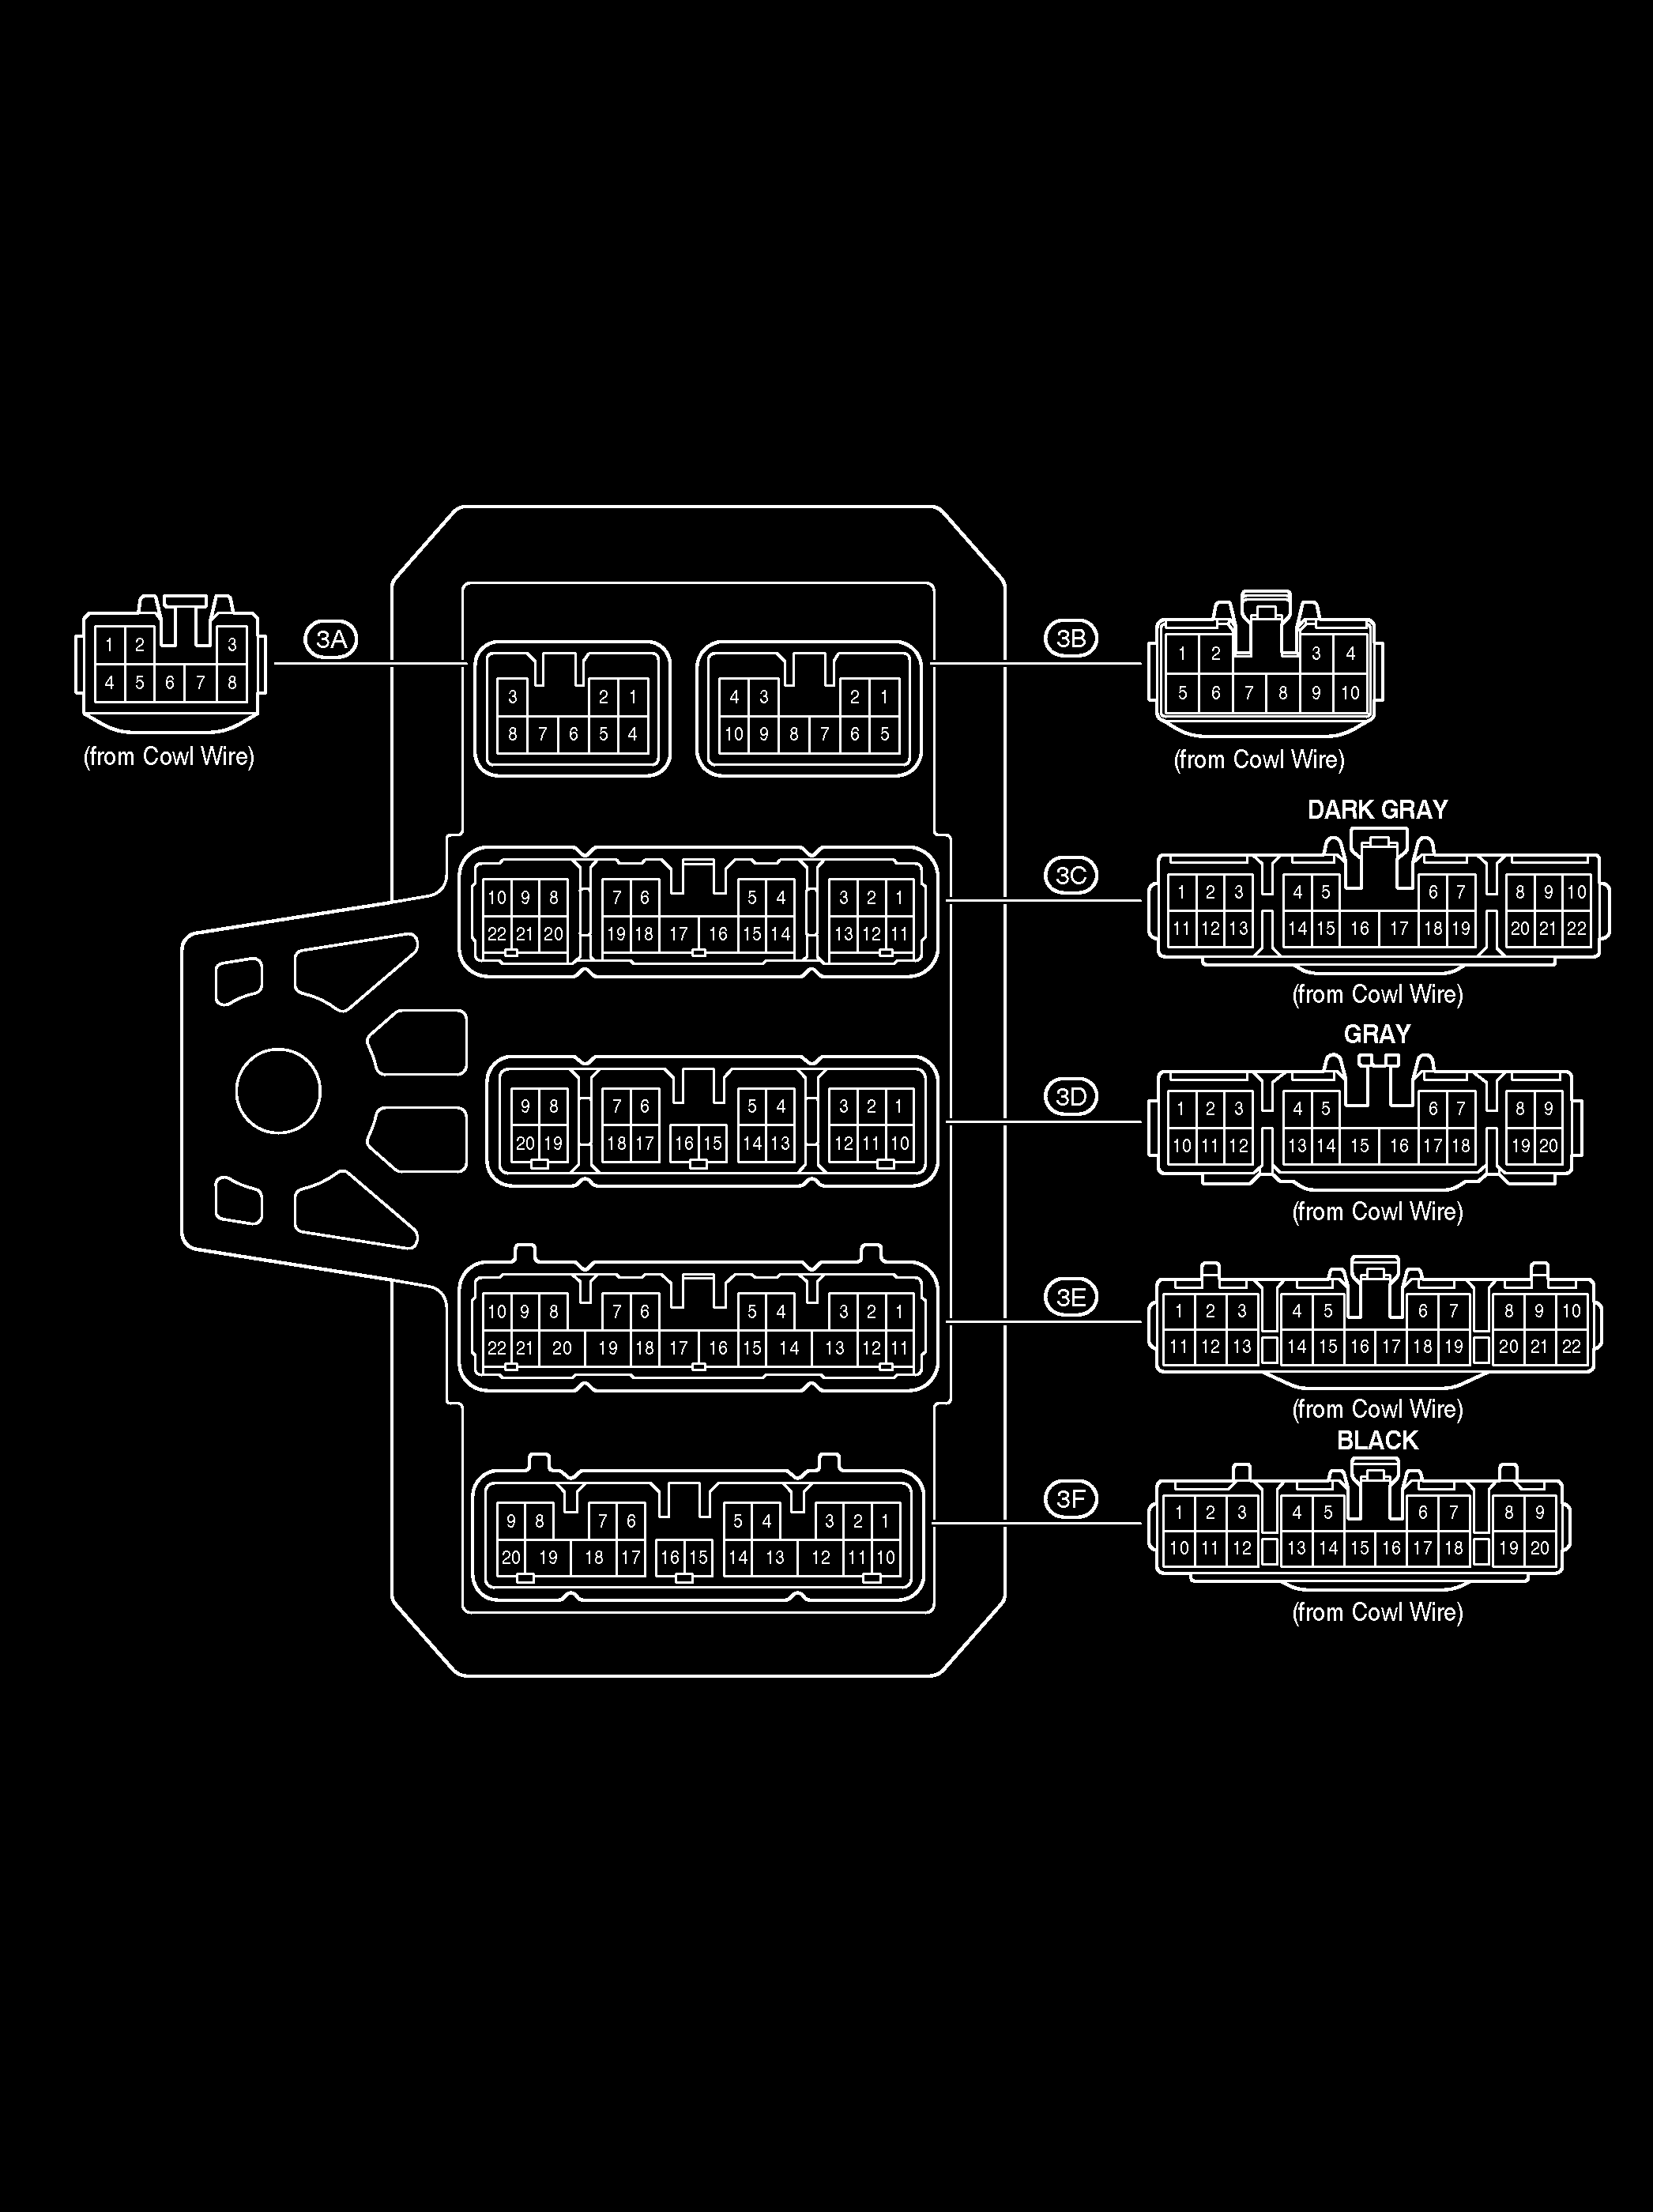 3A
1 2 3
4 5 6 7 8
(from Cowl Wire)
3B
1 2 3 4
5 6 7 8 9 10
(from Cowl Wire)
3 2 1
8 7 6 5 4
4 3 2 1
10 9 8 7 6 5
DARK GRAY
3C
10 9 8 7 6 5 4 3 2 1
22 21 20 19 18 17 16 15 14 13 12 11
1 2 3 4 5 6 7 8 9 10
11 12 13 14 15 16 17 18 19 20 21 22
(from Cowl Wire)
GRAY
3D
9 8 7 6 5 4 3 2 1
20 19 18 17 16 15 14 13 12 11 10
1 2 3 4 5 6 7 8 9
10 11 12 13 14 15 16 17 18 19 20
(from Cowl Wire)
3E
10 9 8 7 6 5 4 3 2 1
22 21 20 19 18 17 16 15 14 13 12 11
1 2 3 4 5 6 7 8 9 10
11 12 13 14 15 16 17 18 19 20 21 22
(from Cowl Wire)
BLACK
3F
9 8 7 6 5 4 3 2 1
20 19 18 17 16 15 14 13 12 11 10
1 2 3 4 5 6 7 8 9
10 11 12 13 14 15 16 17 18 19 20
(from Cowl Wire)